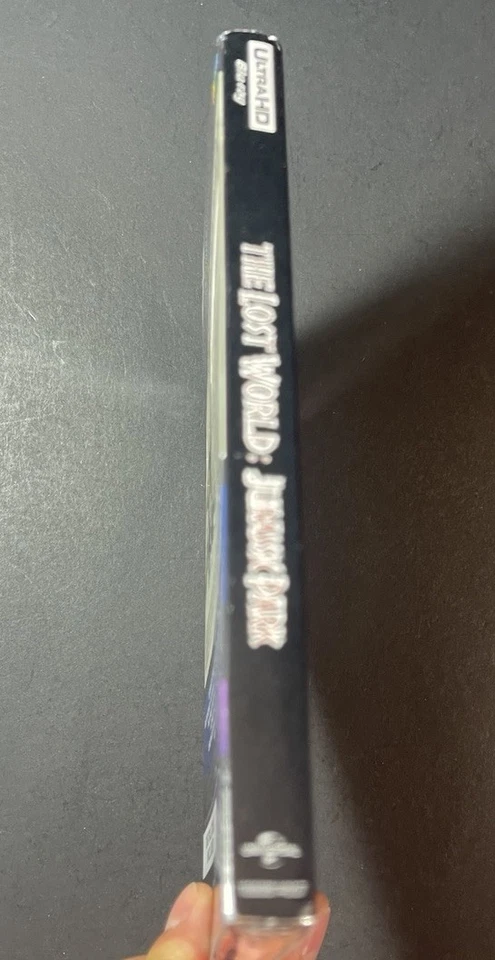 ULTRA HD
Blu-ray
THE LOST WORLD: JURASSIC PARK